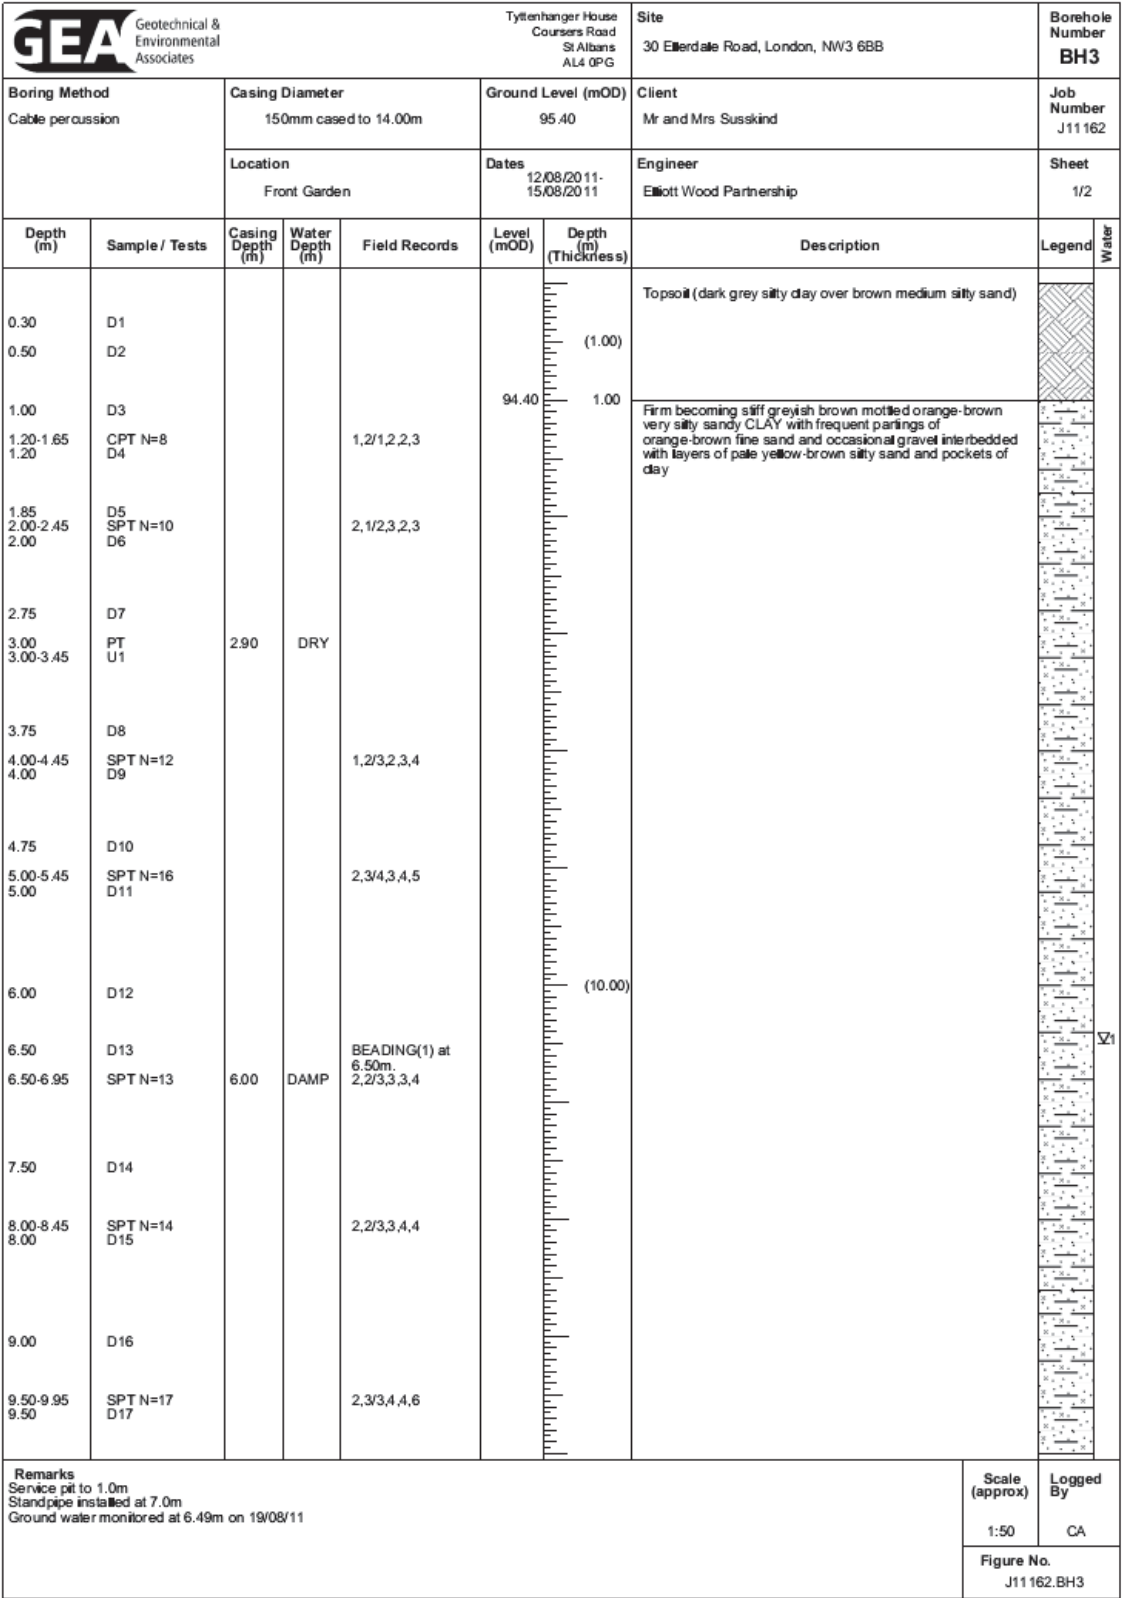 GEA
Geotechnical &
Environmental
Associates
Tyttenhanger House
Coursers Road
St Albans
AL4 0PG
Site
30 Ellerdale Road, London, NW3 6BB
Borehole
Number
BH3
Boring Method
Cable percussion
Casing Diameter
150mm cased to 14.00m
Ground Level (mOD)
95.40
Client
Mr and Mrs Susskind
Job
Number
J11162
Location
Front Garden
Dates
12/08/2011-
15/08/2011
Engineer
Elliott Wood Partnership
Sheet
1/2
Depth
(m)
Sample / Tests
Casing
Depth
(m)
Water
Depth
(m)
Field Records
Level
(mOD)
Depth
(m)
(Thickness)
Description
Legend
Water
Topsoil (dark grey silty clay over brown medium silty sand)
0.30 D1
(1.00)
0.50 D2
94.40 1.00
1.00 D3
Firm becoming stiff greyish brown mottled orange-brown
very silty sandy CLAY with frequent partings of
orange-brown fine sand and occasional gravel interbedded
with layers of pale yellow-brown silty sand and pockets of
clay
1.20-1.65 CPT N=8 1,2/1,2,2,3
1.20 D4
1.85 D5
2.00-2.45 SPT N=10 2,1/2,3,2,3
2.00 D6
2.75 D7
3.00 PT 2.90 DRY
3.00-3.45 U1
3.75 D8
4.00-4.45 SPT N=12 1,2/3,2,3,4
4.00 D9
4.75 D10
5.00-5.45 SPT N=16 2,3/4,3,4,5
5.00 D11
(10.00)
6.00 D12
1
6.50 D13 BEADING(1) at
6.50m.
6.50-6.95 SPT N=13 6.00 DAMP 2,2/3,3,3,4
7.50 D14
8.00-8.45 SPT N=14 2,2/3,3,4,4
8.00 D15
9.00 D16
9.50-9.95 SPT N=17 2,3/3,4,4,6
9.50 D17
Remarks
Service pit to 1.0m
Standpipe installed at 7.0m
Ground water monitored at 6.49m on 19/08/11
Scale
(approx)
1:50
Logged
By
CA
Figure No.
J11162.BH3